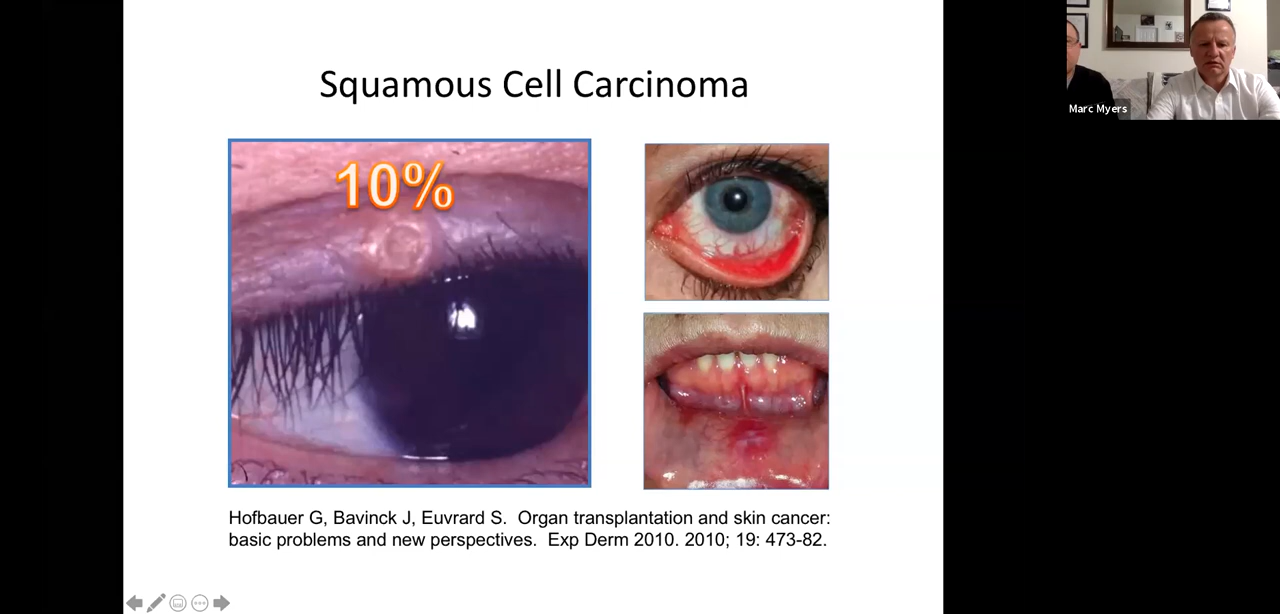 Squamous Cell Carcinoma
10%
Marc Myers
Hofbauer G, Bavinck J, Euvrard S.  Organ transplantation and skin cancer:
basic problems and new perspectives.  Exp Derm 2010. 2010; 19: 473-82.